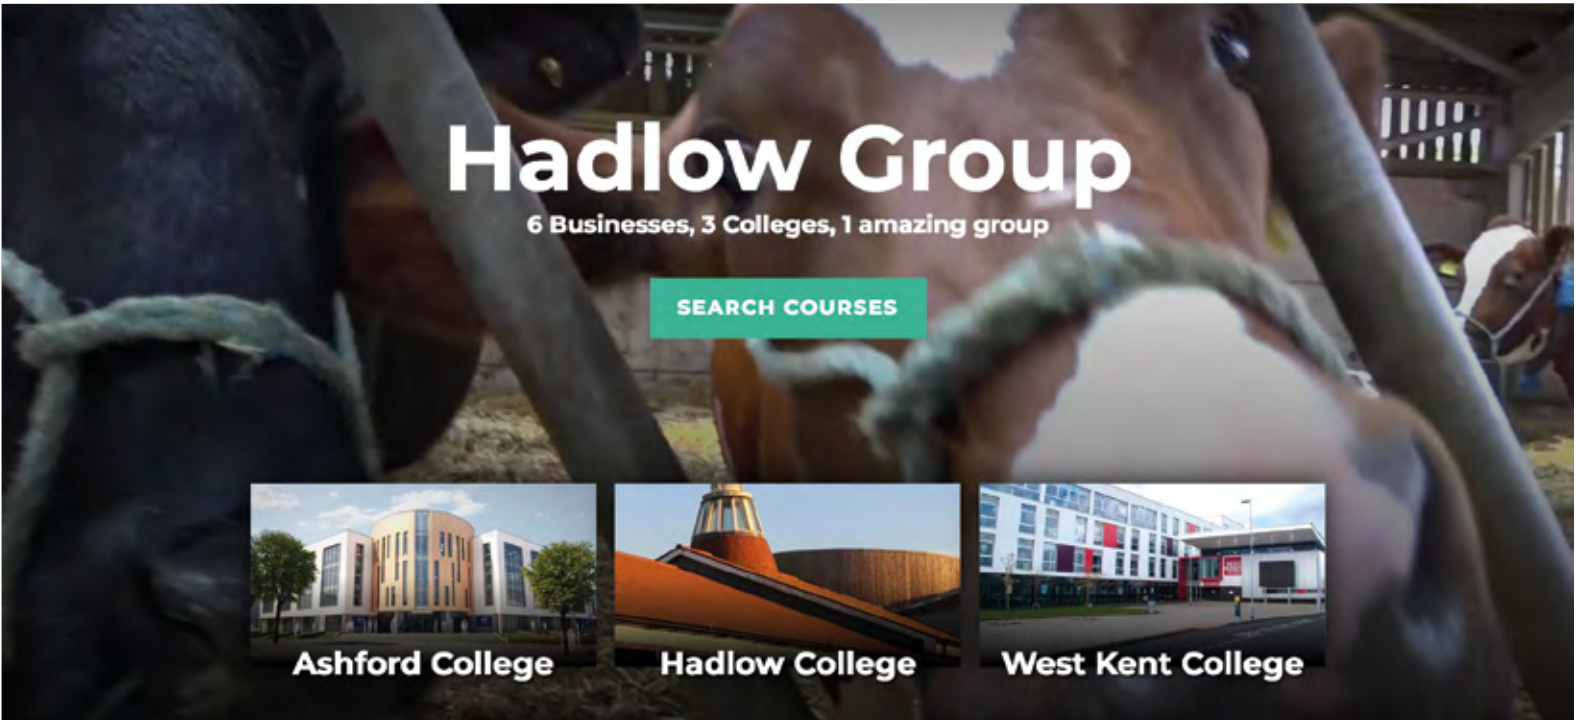 Hadlow Group
6 Businesses, 3 Colleges, 1 amazing group
SEARCH COURSES
Ashford College
Hadlow College
West Kent College